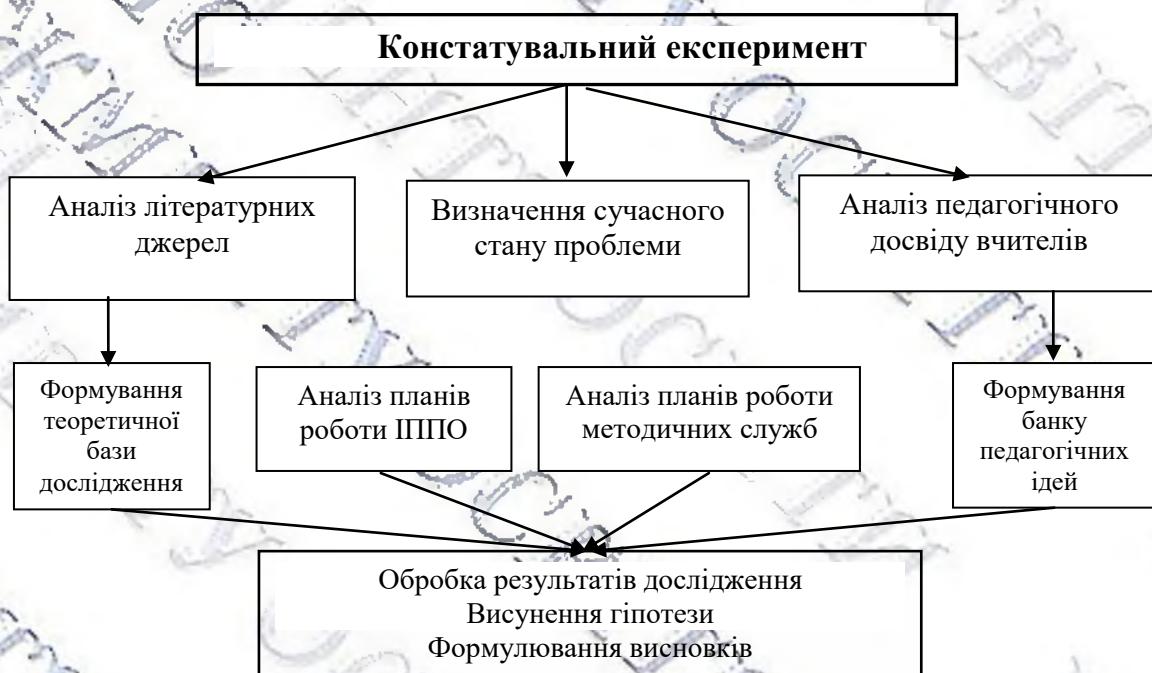 Констатувальний експеримент
Аналіз літературних
джерел
Визначення сучасного
стану проблеми
Аналіз педагогічного
досвіду вчителів
Формування
теоретичної
бази
дослідження
Аналіз планів
роботи ІППО
Аналіз планів роботи
методичних служб
Формування
банку
педагогічних
ідей
Обробка результатів дослідження
Висунення гіпотези
Формулювання висновків